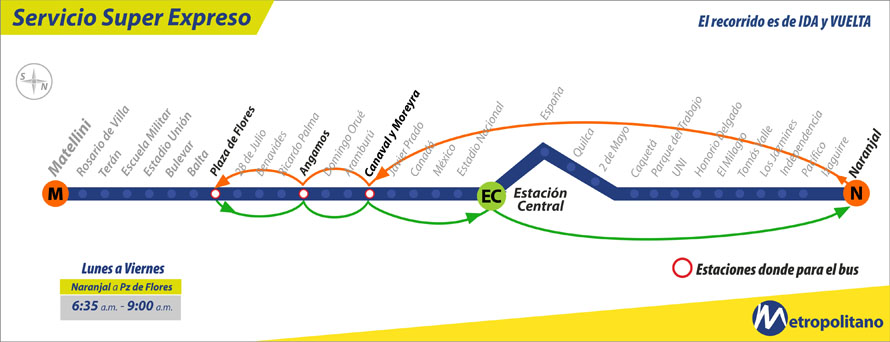 Servicio Super Expreso
El recorrido es de IDA y VUELTA
S
N
Matellini
Rosario de Villa
Terán
Escuela Militar
Estadio Unión
Bulevar
Balta
Plaza de Flores
28 de Julio
Benavides
Ricardo Palma
Angamos
Domingo Orué
Aramburú
Canaval y Moreyra
Javier Prado
Canadá
México
Estadio Nacional
España
Quilca
2 de Mayo
Caquetá
Parque del Trabajo
UNI
Honorio Delgado
El Milagro
Tomás Valle
Los Jazmines
Independencia
Pacífico
Izaguirre
Naranjal
M
EC
Estación
Central
N
Lunes a Viernes
Naranjal a Pz de Flores
6:35 a.m. - 9:00 a.m.
Estaciones donde para el bus
Metropolitano